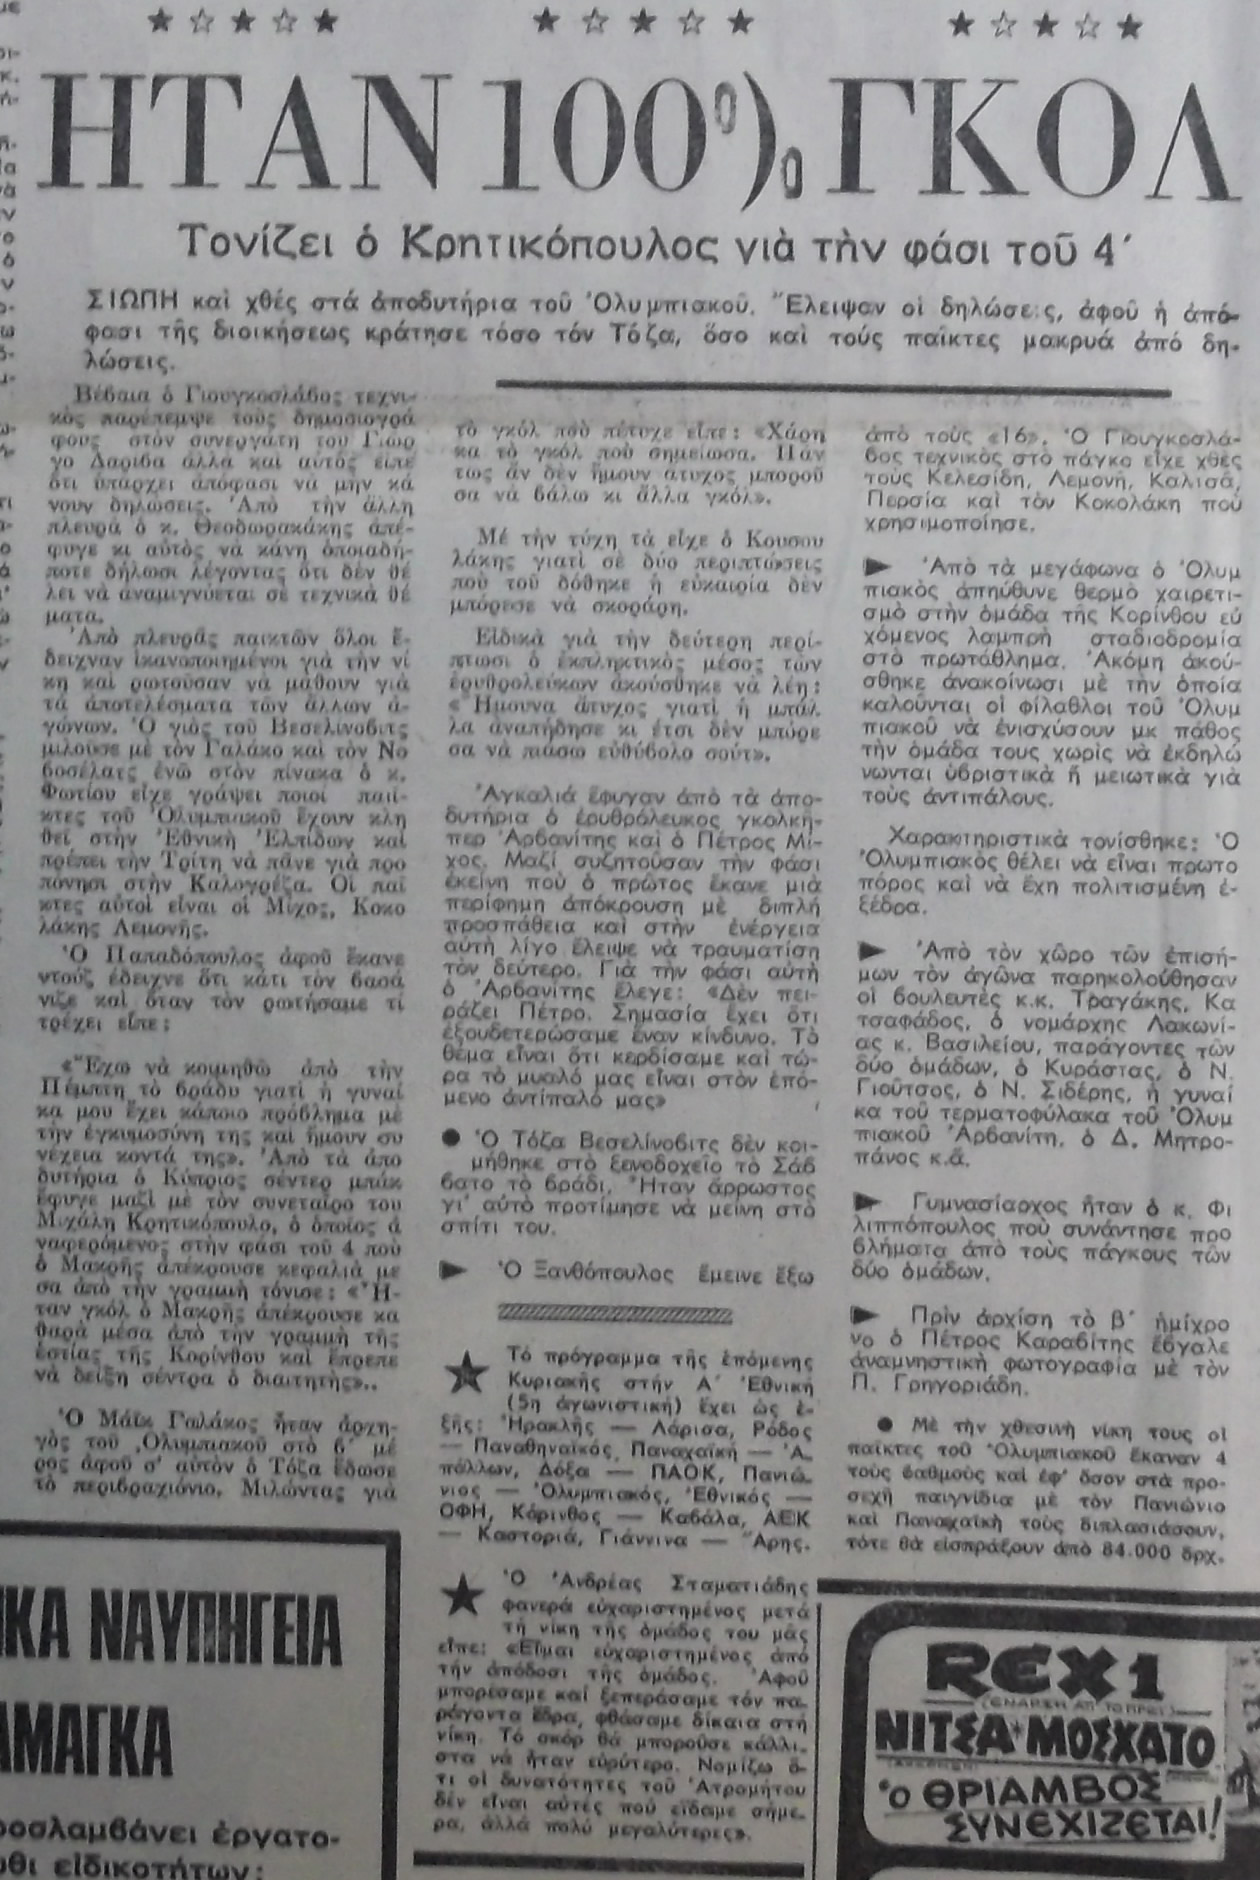 ΗΤΑΝ 100% ΓΚΟΛ
Τονίζει ὁ Κρητικόπουλος γιὰ τὴν φάσι τοῦ 4΄
ΣΙΩΠΗ καὶ χθές στά ἀποδυτήρια τοῦ Ὀλυμπιακοῦ. Ἔλειψαν οἱ δηλώσεις, ἀφοῦ ἡ ἀπό-
φασι τῆς διοικήσεως κράτησε τόσο τόν Τόζα, ὅσο καὶ τοὺς παῖκτες μακρυά ἀπό δη-
λώσεις.
Βέβαια ὁ Γιουγκοσλάβος τεχνι-
κὸς παρέπεμψε τοὺς δημοσιογρά
φους στὸν συνεργάτη του Γιῶρ
γο Δαρίβα ἀλλὰ καὶ αὐτὸς εἶπε
ὅτι ὑπάρχει ἀπόφασι νὰ μὴν κά
νουν δηλώσεις. Ἀπὸ τὴν ἄλλη
πλευρὰ ὁ κ. Θεοδωρακάκης ἀπέ-
φυγε κι αὐτὸς νὰ κάνη ὁποιαδή-
ποτε δήλωσι λέγοντας ὅτι δὲν θέ
λει νὰ ἀναμιγνύεται σὲ τεχνικὰ θέ
ματα.
Ἀπὸ πλευρᾶς παικτῶν ὅλοι ἔ-
δειχναν ἱκανοποιημένοι γιὰ τὴν νί
κη καὶ ρωτοῦσαν νὰ μάθουν γιὰ
τὰ ἀποτελέσματα τῶν ἄλλων ἀ-
γώνων. Ὁ γιὸς τοῦ Βεσελίνοβιτς
μιλοῦσε μὲ τὸν Γαλάκο καὶ τὸν Νο
βοσέλατς ἐνῶ στὸν πίνακα ὁ κ.
Φωτίου εἶχε γράψει ποιοί παῖ-
κτες τοῦ Ὀλυμπιακοῦ ἔχουν κλη
θεῖ στὴν Ἐθνικὴ Ἐλπίδων καὶ
πρέπει τὴν Τρίτη νὰ πᾶνε γιὰ προ
πόνησι στὴν Καλογρέζα. Οἱ παῖ
κτες αὐτοὶ εἶναι οἱ Μίχος, Κοκο
λάκης Λεμονῆς.
Ὁ Παπαδόπουλος ἀφοῦ ἔκανε
ντοὺζ ἔδειχνε ὅτι κάτι τὸν βασά
νιζε καὶ ὅταν τὸν ρωτήσαμε τί
τρέχει εἶπε:
«Ἔχω νὰ κοιμηθῶ ἀπὸ τὴν
Πέμπτη τὸ βράδυ γιατὶ ἡ γυναί
κα μου ἔχει κάποιο πρόβλημα μὲ
τὴν ἐγκυμοσύνη της καὶ ἤμουν συ
νέχεια κοντά της». Ἀπὸ τὰ ἀπο
δυτήρια ὁ Κύπριος σέντερ μπὰκ
ἔφυγε μαζὶ μὲ τὸν συνεταῖρο του
Μιχάλη Κρητικόπουλο, ὁ ὁποῖος ἀ
ναφερόμενος στὴν φάσι τοῦ 4 ποὺ
ὁ Μακρῆς ἀπέκρουσε κεφαλιὰ με
σα ἀπὸ τὴν γραμμὴ τόνισε: «Ἦ-
ταν γκὸλ ὁ Μακρῆς ἀπέκρουσε κα
θαρὰ μέσα ἀπὸ τὴν γραμμὴ τῆς
ἑστίας τῆς Κορίνθου καὶ ἔπρεπε
νὰ δείξη σέντρα ὁ διαιτητὴς»..
Ὁ Μάϊκ Γαλάκος ἦταν ἀρχη-
γὸς τοῦ Ὀλυμπιακοῦ στὸ 6΄ μέ
ρος ἀφοῦ σ' αὐτὸν ὁ Τόζα ἔδωσε
τὸ περιβραχιόνιο. Μιλώντας γιὰ
τὸ γκὸλ ποὺ πέτυχε εἶπε: «Χάρη
κα τὸ γκὸλ ποὺ σημείωσα. Πάν
τως ἄν δὲν ἤμουν ἄτυχος μποροῦ
σα νὰ βάλω κι ἄλλα γκόλ».
Μὲ τὴν τύχη τὰ εἶχε ὁ Κουσου
λάκης γιατὶ σὲ δύο περιπτώσεις
ποὺ τοῦ δόθηκε ἡ εὐκαιρία δὲν
μπόρεσε νὰ σκοράρη.
Εἰδικὰ γιὰ τὴν δεύτερη περί-
πτωσι ὁ ἐκπληκτικὸς μέσος τῶν
ἐρυθρολεύκων ἀκούσθηκε νὰ λέη:
«Ἤμουνα ἄτυχος γιατὶ ἡ μπάλ
λα ἀναπήδησε κι ἔτσι δὲν μπόρε
σα νὰ πιάσω εὐθύβολο σούτ».
Ἀγκαλιὰ ἔφυγαν ἀπὸ τὰ ἀπο-
δυτήρια ὁ ἐρυθρόλευκος γκολκή-
περ Ἀρβανίτης καὶ ὁ Πέτρος Μί-
χος. Μαζὶ συζητοῦσαν τὴν φάσι
ἐκείνη ποὺ ὁ πρῶτος ἔκανε μιὰ
περίφημη ἀπόκρουση μὲ διπλῆ
προσπάθεια καὶ στὴν ἐνέργεια
αὐτὴ λίγο ἔλειψε νὰ τραυματίση
τὸν δεύτερο. Γιὰ τὴν φάσι αὐτὴ
ὁ Ἀρβανίτης ἔλεγε: «Δὲν πει-
ράζει Πέτρο. Σημασία ἔχει ὅτι
ἐξουδετερώσαμε ἕναν κίνδυνο. Τὸ
θέμα εἶναι ὅτι κερδίσαμε καὶ τώ-
ρα τὸ μυαλό μας εἶναι στὸν ἑπό-
μενο ἀντίπαλό μας»
● Ὁ Τόζα Βεσελίνοβιτς δὲν κοι-
μήθηκε στὸ ξενοδοχεῖο τὸ Σάβ
βατο τὸ βράδι. Ἦταν ἄρρωστος
γι' αὐτὸ προτίμησε νὰ μείνη στὸ
σπίτι του.
► Ὁ Ξανθόπουλος ἔμεινε ἔξω
★ Τὸ πρόγραμμα τῆς ἑπόμενης
Κυριακῆς στὴν Α΄ Ἐθνικὴ
(5η ἀγωνιστική) ἔχει ὡς ἑ-
ξῆς: Ἡρακλῆς — Λάρισα, Ρόδος
— Παναθηναϊκός, Παναχαϊκὴ — Ἀ-
πόλλων, Δόξα — ΠΑΟΚ, Πανιώ-
νιος — Ὀλυμπιακός, Ἐθνικὸς —
ΟΦΗ, Κόρινθος — Καβάλα, ΑΕΚ
— Καστοριά, Γιάννινα — Ἄρης.
★ Ὁ Ἀνδρέας Σταματιάδης
φανερὰ εὐχαριστημένος μετὰ
τὴ νίκη τῆς ὁμάδος του μᾶς
εἶπε: «Εἶμαι εὐχαριστημένος ἀπὸ
τὴν ἀπόδοσι τῆς ὁμάδος. Ἀφοῦ
μπορέσαμε καὶ ξεπεράσαμε τὸν πα-
ράγοντα ἕδρα, φθάσαμε δίκαια στὴ
νίκη. Τὸ σκὸρ θὰ μποροῦσε κάλλι-
στα νὰ ἦταν εὐρύτερο. Νομίζω ὅ-
τι οἱ δυνατότητες τοῦ Ἀτρομήτου
δὲν εἶναι αὐτές ποὺ εἴδαμε σήμε-
ρα, ἀλλὰ πολὺ μεγαλύτερες».
ἀπὸ τοὺς «16». Ὁ Γιουγκοσλά-
βος τεχνικὸς στὸ πάγκο εἶχε χθὲς
τοὺς Κελεσίδη, Λεμονῆ, Καλισά,
Περσία καὶ τὸν Κοκολάκη ποὺ
χρησιμοποίησε.
► Ἀπὸ τὰ μεγάφωνα ὁ Ὀλυμ
πιακὸς ἀπηύθυνε θερμὸ χαιρετι-
σμὸ στὴν ὁμάδα τῆς Κορίνθου εὐ
χόμενος λαμπρὴ σταδιοδρομία
στὸ πρωτάθλημα. Ἀκόμη ἀκού-
σθηκε ἀνακοίνωσι μὲ τὴν ὁποία
καλοῦνται οἱ φίλαθλοι τοῦ Ὀλυμ
πιακοῦ νὰ ἐνισχύσουν μκ πάθος
τὴν ὁμάδα τους χωρὶς νὰ ἐκδηλώ
νωνται ὑβριστικὰ ἤ μειωτικὰ γιὰ
τοὺς ἀντιπάλους.
Χαρακτηριστικὰ τονίσθηκε: Ὁ
Ὀλυμπιακὸς θέλει νὰ εἶναι πρωτο
πόρος καὶ νὰ ἔχη πολιτισμένη ἐ-
ξέδρα.
► Ἀπὸ τὸν χῶρο τῶν ἐπισή-
μων τὸν ἀγῶνα παρηκολούθησαν
οἱ βουλευτὲς κ.κ. Τραγάκης, Κα
τσαφάδος, ὁ νομάρχης Λακωνί-
ας κ. Βασιλείου, παράγοντες τῶν
δύο ὁμάδων, ὁ Κυράστας, ὁ Ν.
Γιοῦτσος, ὁ Ν. Σιδέρης, ἡ γυναί
κα τοῦ τερματοφύλακα τοῦ Ὀλυμ
πιακοῦ Ἀρβανίτη, ὁ Δ. Μητρο-
πάνος κ.ἄ.
► Γυμνασίαρχος ἦταν ὁ κ. Φι
λιππόπουλος ποὺ συνάντησε προ
βλήματα ἀπὸ τοὺς πάγκους τῶν
δύο ὁμάδων.
► Πρὶν ἀρχίση τὸ β΄ ἡμίχρο
νο ὁ Πέτρος Καραβίτης ἔβγαλε
ἀναμνηστικὴ φωτογραφία μὲ τὸν
Π. Γρηγοριάδη.
● Μὲ τὴν χθεσινὴ νίκη τους οἱ
παῖκτες τοῦ Ὀλυμπιακοῦ ἔκαναν 4
τοὺς βαθμοὺς καὶ ἐφ' ὅσον στὰ προ-
σεχῆ παιγνίδια μὲ τὸν Πανιώνιο
καὶ Παναχαϊκὴ τοὺς διπλασιάσουν,
τότε θὰ εἰσπράξουν ἀπὸ 84.000 δρχ.
ΙΚΑ ΝΑΥΠΗΓΕΙΑ
ΑΜΑΓΚΑ
οσλαμβάνει ἐργατο-
θι εἰδικοτήτων:
REX 1
(ΕΝΑΡΞΗ ΑΠ' ΤΟ ΠΡΩΪ)
ΝΙΤΣΑ★ΜΟΣΧΑΤΟ
Ὁ ΘΡΙΑΜΒΟΣ
ΣΥΝΕΧΙΖΕΤΑΙ!